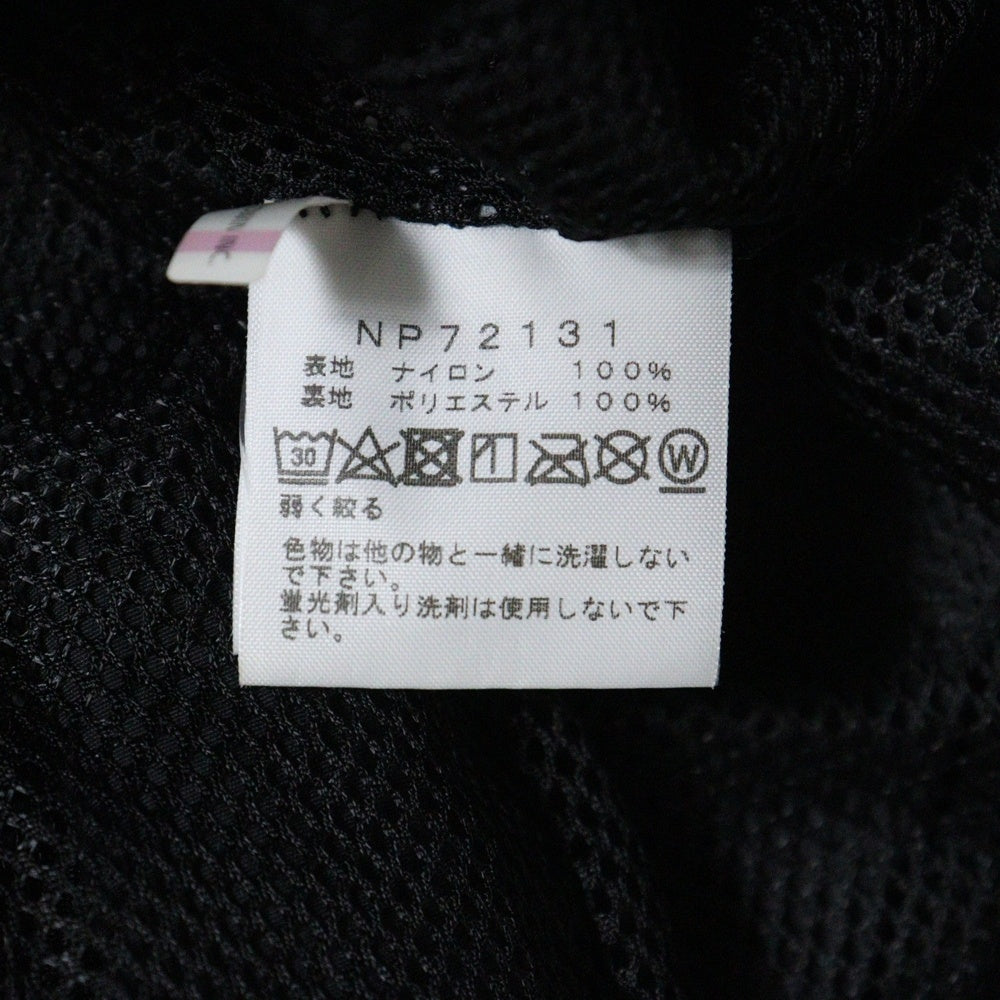 NP72131
表地 ナイロン 100%
裏地 ポリエステル 100%
30 W
弱く絞る
色物は他の物と一緒に洗濯しない
で下さい。
蛍光剤入り洗剤は使用しないで下
さい。